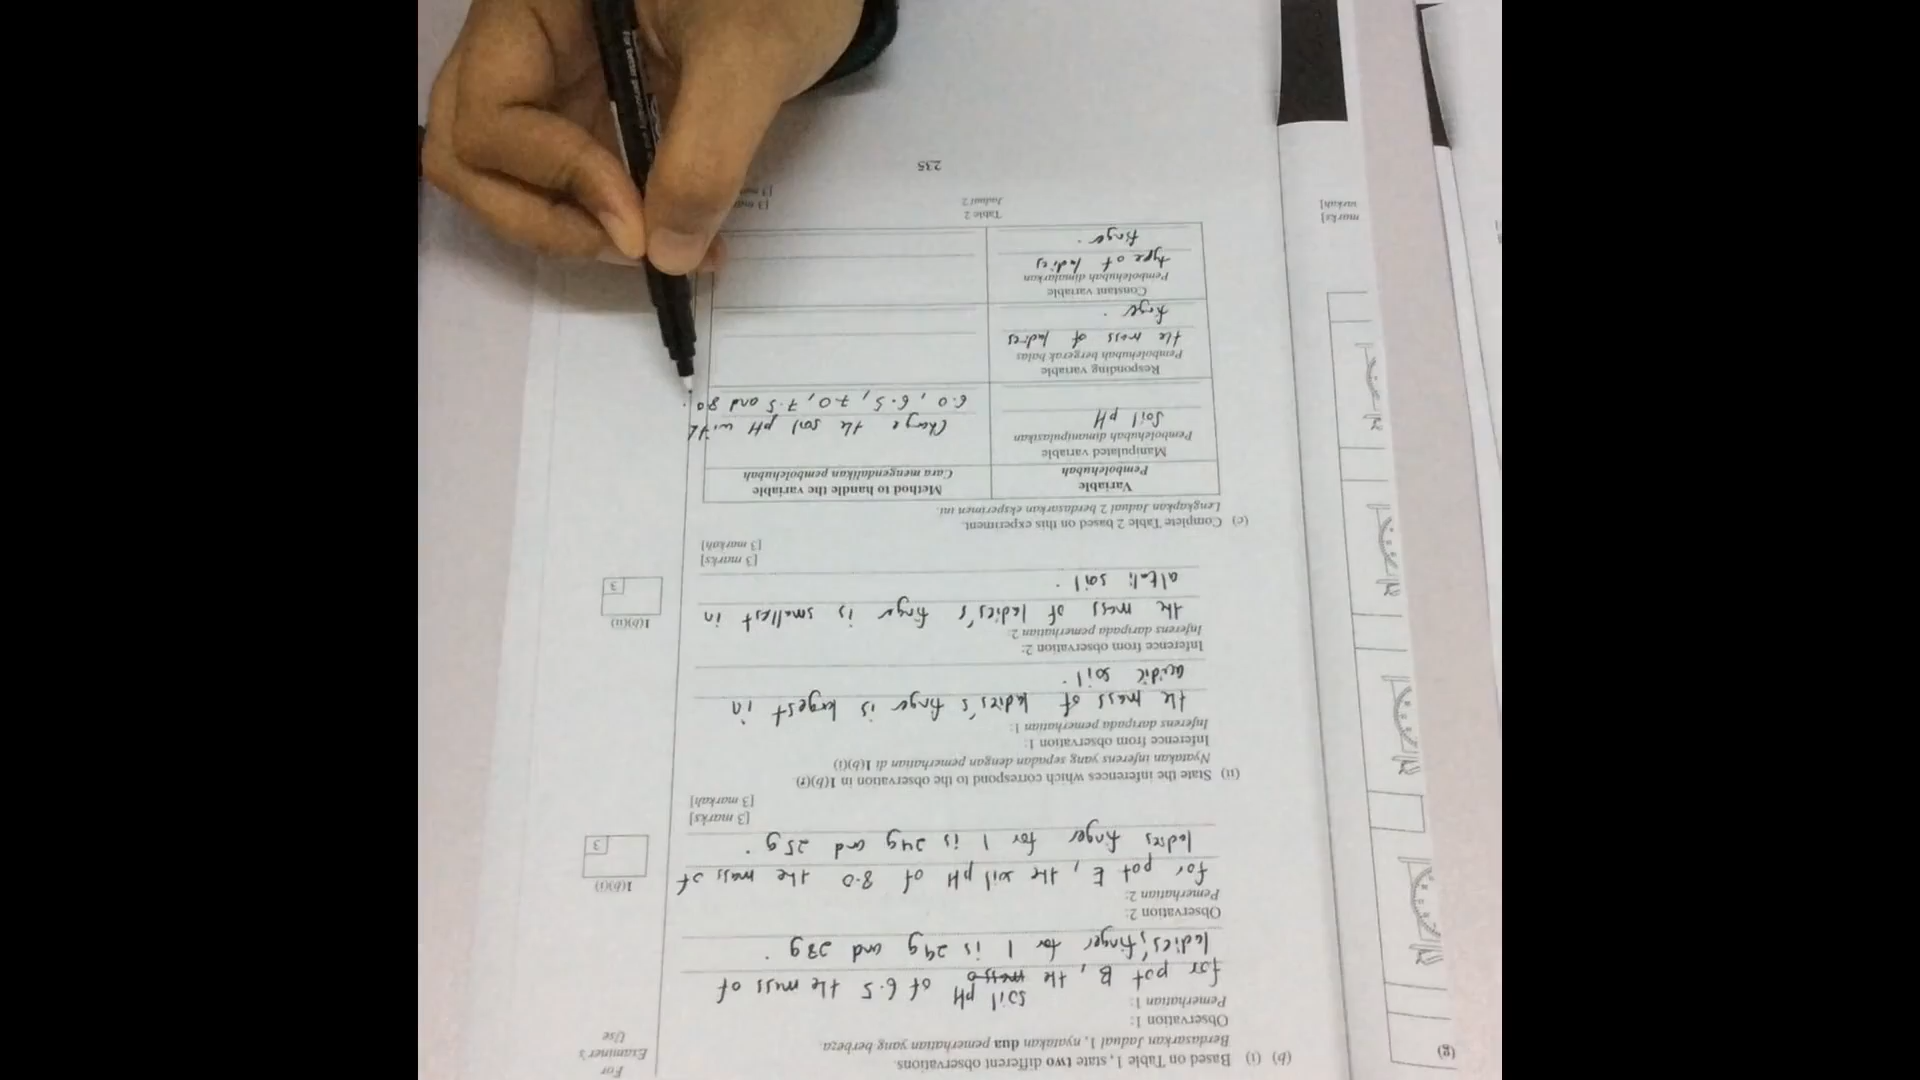 For
Examiner's
Use
(b) (i) Based on Table 1, state two different observations.
Berdasarkan Jadual 1, nyatakan dua pemerhatian yang berbeza.
Observation 1:
Pemerhatian 1:
for pot B, the mass soil pH of 6.5 the mass of
ladies's finger for 1 is 29g and 23g.
Observation 2:
Pemerhatian 2:
for pot E, the soil pH of 8.0 the mass of
ladies finger for 1 is 24g and 25g.
[3 marks]
[3 markah]
1(b)(i)
3
(ii) State the inferences which correspond to the observation in 1(b)(i)
Nyatakan inferens yang sepadan dengan pemerhatian di 1(b)(i)
Inference from observation 1:
Inferens daripada pemerhatian 1:
the mass of ladies's finger is largest in
acidic soil.
Inference from observation 2:
Inferens daripada pemerhatian 2:
the mass of ladies's finger is smallest in
alkali soil.
[3 marks]
[3 markah]
1(b)(ii)
3
(c) Complete Table 2 based on this experiment.
Lengkapkan Jadual 2 berdasarkan eksperimen ini.
Variable
Pembolehubah
Method to handle the variable
Cara mengendalikan pembolehubah
Manipulated variable
Pembolehubah dimanipulasikan
soil pH
Change the soil pH with
6.0, 6.5, 7.0, 7.5 and 8.0.
Responding variable
Pembolehubah bergerak balas
the mass of ladies
finger.
Constant variable
Pembolehubah dimalarkan
type of ladies
finger.
Table 2
Jadual 2
[3
[3
235
(g)
marks]